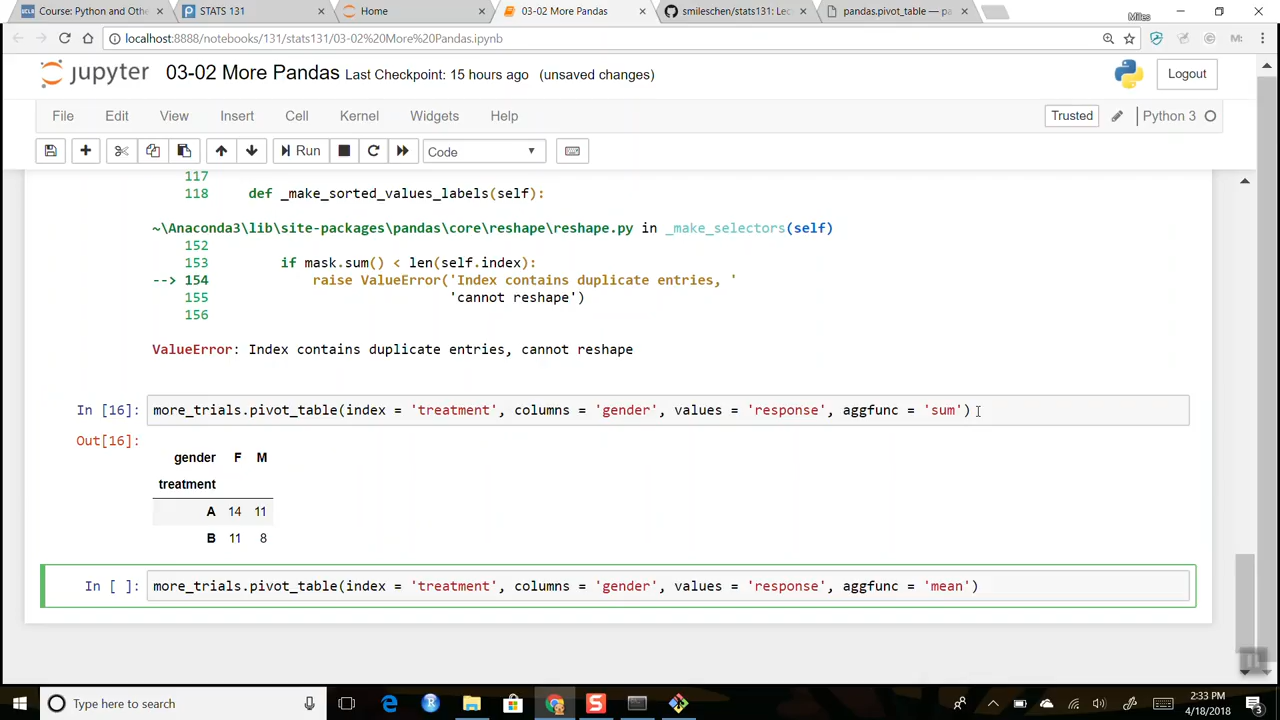 Course: Python and Othe
STATS 131
Home
03-02 More Pandas
smileschen/stats131: Lec
pandas.pivot_table — pa
Miles
localhost:8888/notebooks/131/stats131/03-02%20More%20Pandas.ipynb
M:
jupyter 03-02 More Pandas Last Checkpoint: 15 hours ago (unsaved changes)
Logout
File Edit View Insert Cell Kernel Widgets Help
Trusted Python 3
Run Code
117
118 def _make_sorted_values_labels(self):
~\Anaconda3\lib\site-packages\pandas\core\reshape\reshape.py in _make_selectors(self)
152
153 if mask.sum() < len(self.index):
--> 154 raise ValueError('Index contains duplicate entries, '
155 'cannot reshape')
156
ValueError: Index contains duplicate entries, cannot reshape
In [16]: more_trials.pivot_table(index = 'treatment', columns = 'gender', values = 'response', aggfunc = 'sum')
Out[16]:
gender F M
treatment
A 14 11
B 11 8
In [ ]: more_trials.pivot_table(index = 'treatment', columns = 'gender', values = 'response', aggfunc = 'mean')
Type here to search
2:33 PM
4/18/2018
3